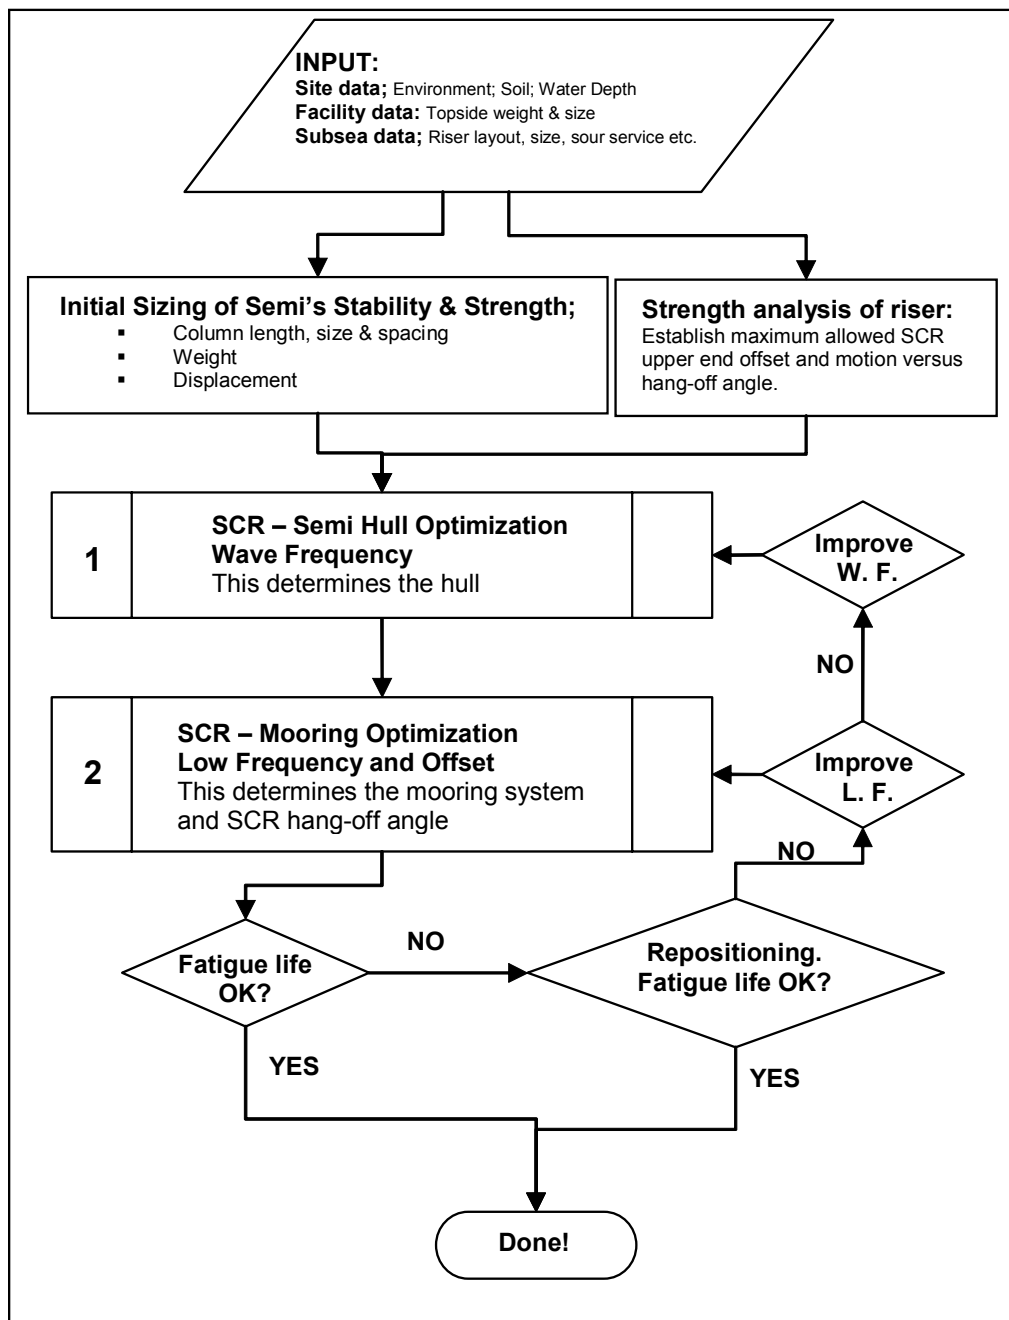 INPUT:
Site data; Environment; Soil; Water Depth
Facility data: Topside weight & size
Subsea data; Riser layout, size, sour service etc.
Initial Sizing of Semi's Stability & Strength;
▪ Column length, size & spacing
▪ Weight
▪ Displacement
Strength analysis of riser:
Establish maximum allowed SCR
upper end offset and motion versus
hang-off angle.
1
SCR – Semi Hull Optimization
Wave Frequency
This determines the hull
Improve
W. F.
NO
2
SCR – Mooring Optimization
Low Frequency and Offset
This determines the mooring system
and SCR hang-off angle
Improve
L. F.
NO
Fatigue life
OK?
NO
Repositioning.
Fatigue life OK?
YES
YES
Done!